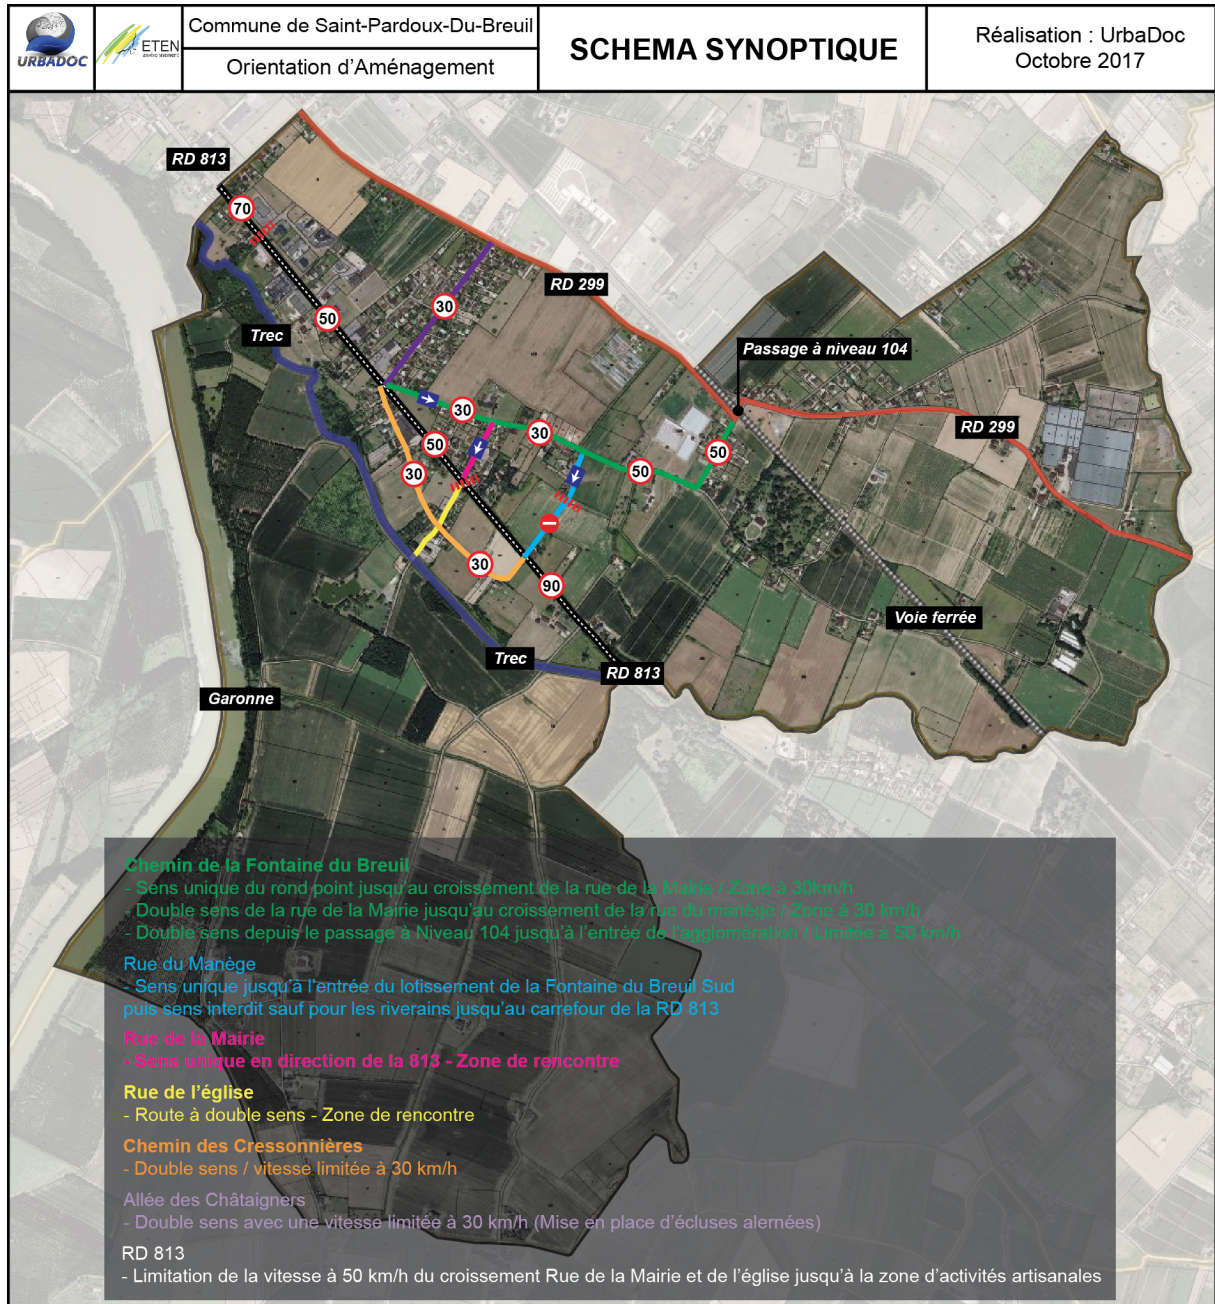 URBADOC
ETEN
environnement
Commune de Saint-Pardoux-Du-Breuil
Orientation d'Aménagement
SCHEMA SYNOPTIQUE
Réalisation : UrbaDoc
Octobre 2017
RD 813
70
RD 299
30
50
Trec
Passage à niveau 104
30
30
RD 299
50
30
50
50
30
90
Voie ferrée
Trec
RD 813
Garonne
Chemin de la Fontaine du Breuil
- Sens unique du rond point jusqu'au croissement de la rue de la Mairie / Zone à 30km/h
- Double sens de la rue de la Mairie jusqu'au croissement de la rue du manège / Zone à 30 km/h
- Double sens depuis le passage à Niveau 104 jusqu'à l'entrée de l'agglomération / Limitée à 50 km/h
Rue du Manège
- Sens unique jusqu'à l'entrée du lotissement de la Fontaine du Breuil Sud
puis sens interdit sauf pour les riverains jusqu'au carrefour de la RD 813
Rue de la Mairie
- Sens unique en direction de la 813 - Zone de rencontre
Rue de l'église
- Route à double sens - Zone de rencontre
Chemin des Cressonnières
- Double sens / vitesse limitée à 30 km/h
Allée des Châtaigners
- Double sens avec une vitesse limitée à 30 km/h (Mise en place d'écluses alernées)
RD 813
- Limitation de la vitesse à 50 km/h du croissement Rue de la Mairie et de l'église jusqu'à la zone d'activités artisanales